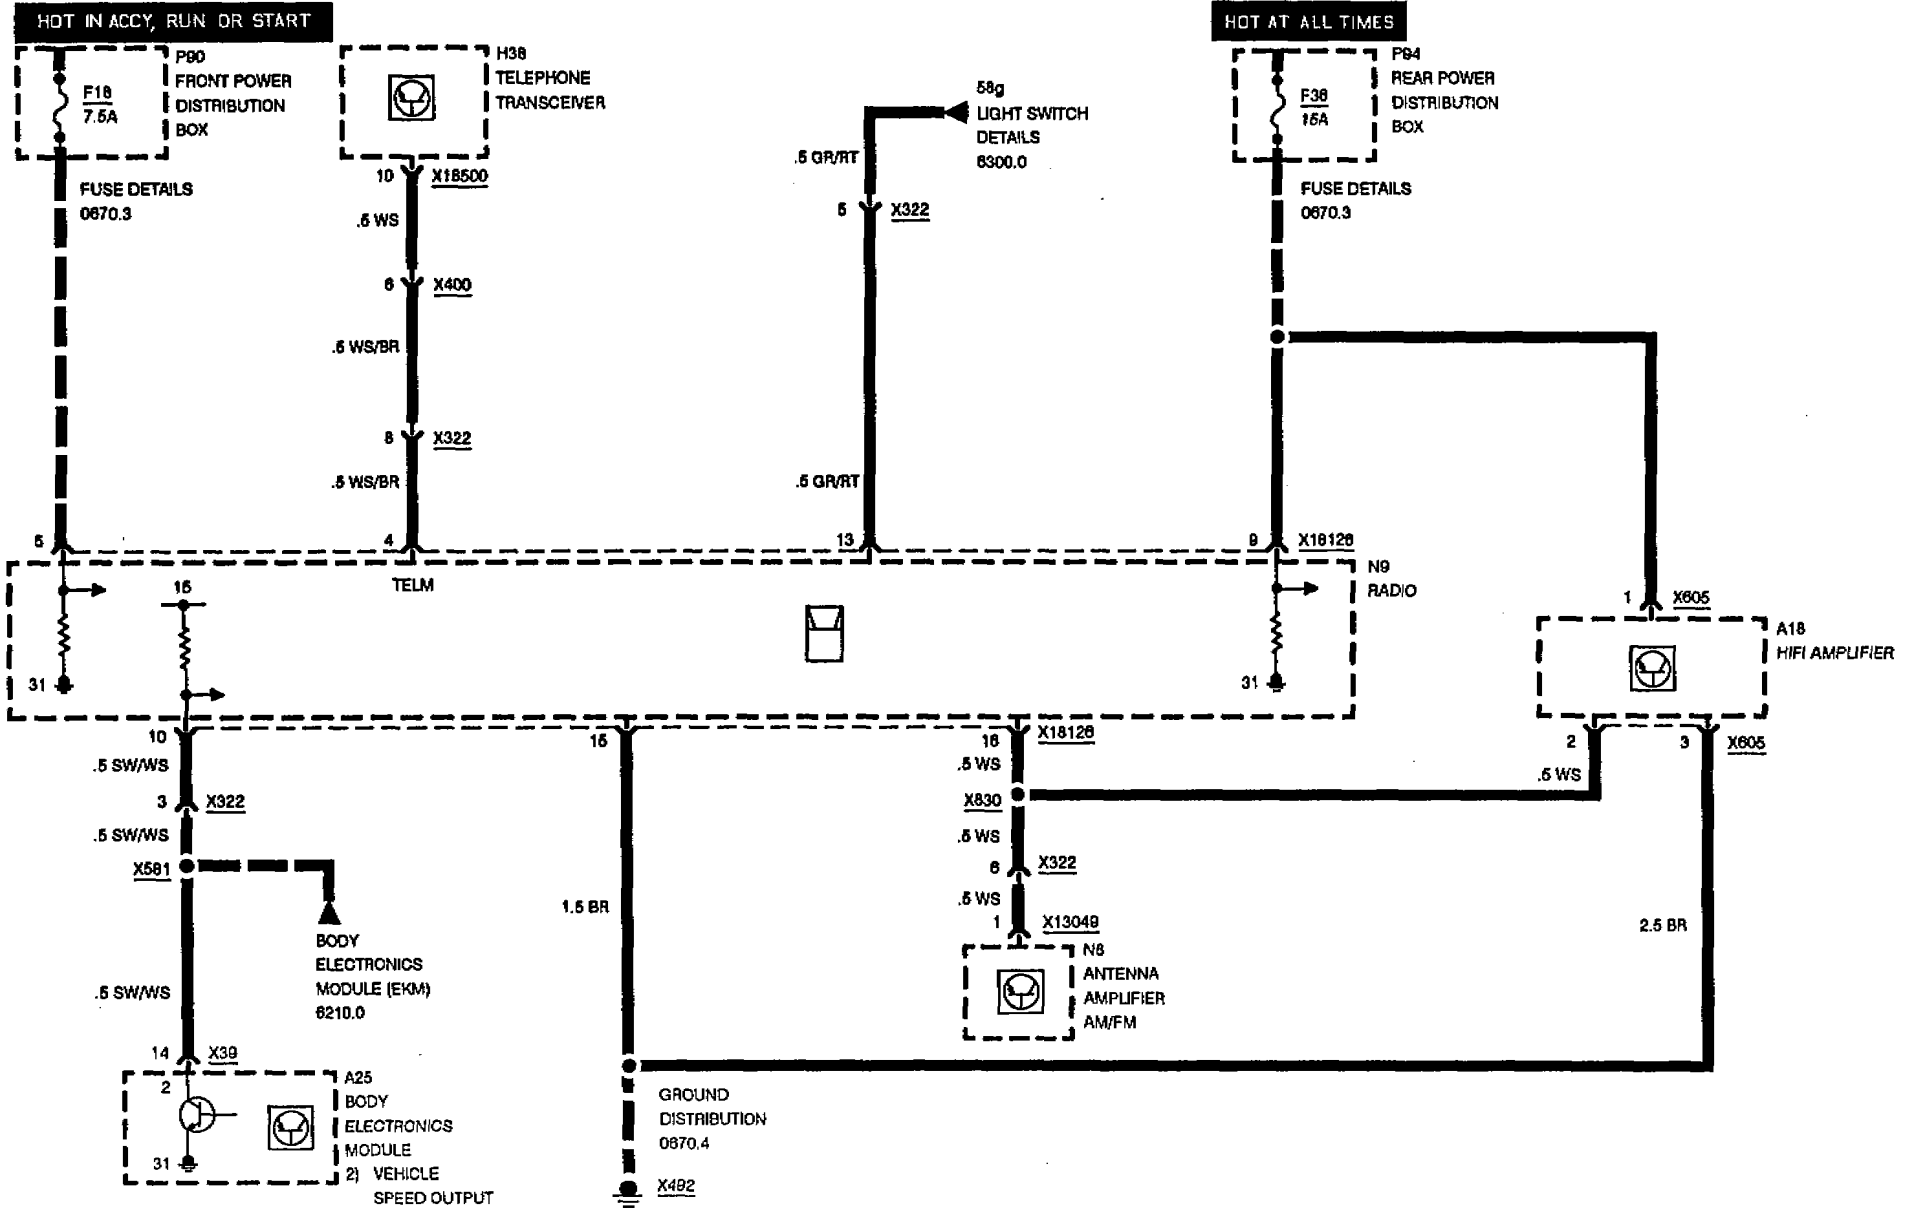 HOT IN ACCY, RUN OR START
HOT AT ALL TIMES
P90
FRONT POWER
DISTRIBUTION
BOX
F18
7.5A
FUSE DETAILS
0670.3
H38
TELEPHONE
TRANSCEIVER
10 X18500
.5 WS
6 X400
.5 WS/BR
8 X322
.5 WS/BR
58g
LIGHT SWITCH
DETAILS
6300.0
.5 GR/RT
5 X322
.5 GR/RT
P94
REAR POWER
DISTRIBUTION
BOX
F38
15A
FUSE DETAILS
0670.3
5
4
13
9 X18126
N9
RADIO
TELM
15
31
31
1 X605
A18
HIFI AMPLIFIER
10
15
16 X18126
2
3 X605
.5 SW/WS
3 X322
.5 SW/WS
X581
BODY
ELECTRONICS
MODULE (EKM)
6210.0
.5 SW/WS
14 X39
2
31
A25
BODY
ELECTRONICS
MODULE
2) VEHICLE
SPEED OUTPUT
1.5 BR
.5 WS
X830
.5 WS
.5 WS
6 X322
.5 WS
1 X13049
N8
ANTENNA
AMPLIFIER
AM/FM
2.5 BR
GROUND
DISTRIBUTION
0670.4
X492